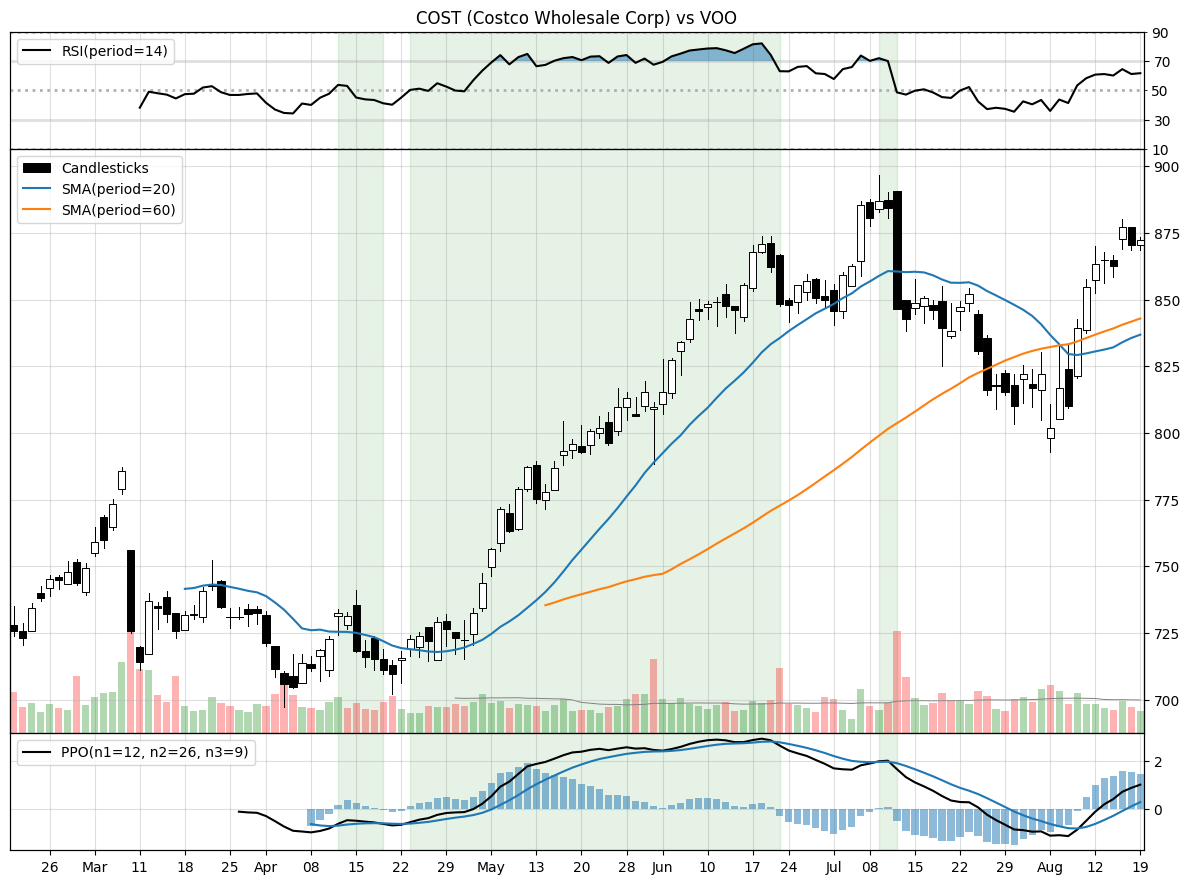 COST (Costco Wholesale Corp) vs VOO
RSI(period=14)
90
70
50
30
10
Candlesticks
SMA(period=20)
SMA(period=60)
900
875
850
825
800
775
750
725
700
PPO(n1=12, n2=26, n3=9)
2
0
26 Mar 11 18 25 Apr 08 15 22 29 May 13 20 28 Jun 10 17 24 Jul 08 15 22 29 Aug 12 19